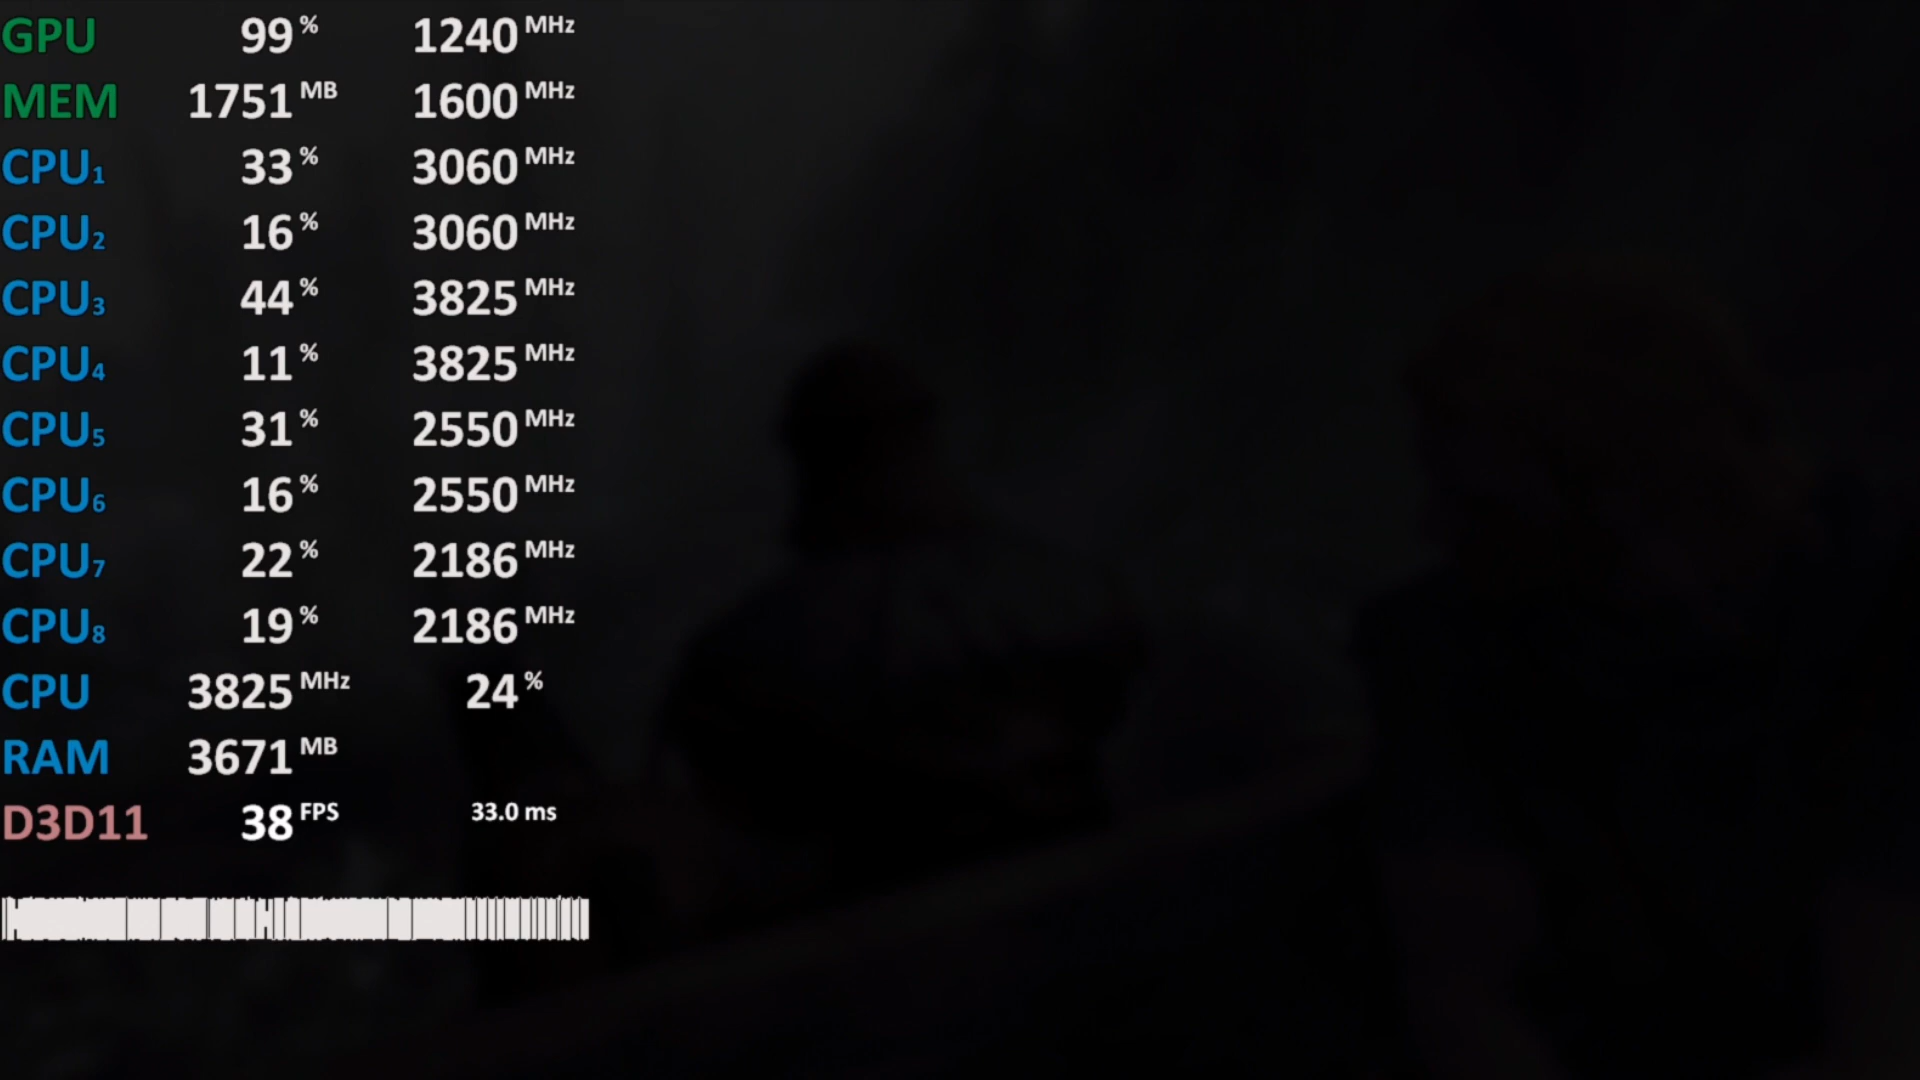 GPU 99 % 1240 MHz
MEM 1751 MB 1600 MHz
CPU1 33 % 3060 MHz
CPU2 16 % 3060 MHz
CPU3 44 % 3825 MHz
CPU4 11 % 3825 MHz
CPU5 31 % 2550 MHz
CPU6 16 % 2550 MHz
CPU7 22 % 2186 MHz
CPU8 19 % 2186 MHz
CPU 3825 MHz 24 %
RAM 3671 MB
D3D11 38 FPS 33.0 ms